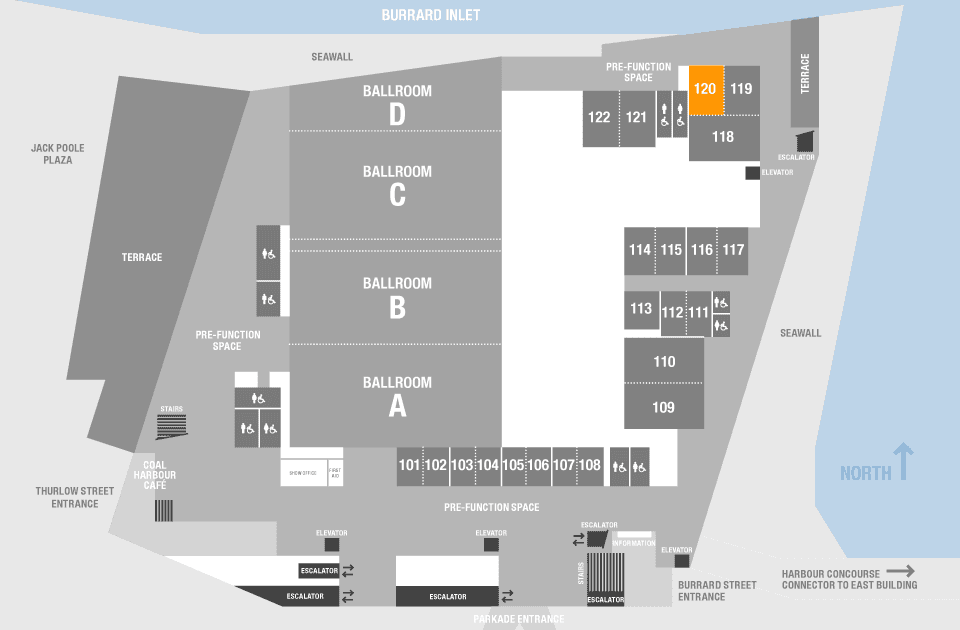 BURRARD INLET
SEAWALL
PRE-FUNCTION
SPACE
TERRACE
120
119
BALLROOM
D
122
121
118
JACK POOLE
PLAZA
ESCALATOR
BALLROOM
C
ELEVATOR
TERRACE
114
115
116
117
BALLROOM
B
113
112
111
PRE-FUNCTION
SPACE
SEAWALL
110
BALLROOM
A
109
STAIRS
COAL
HARBOUR
CAFÉ
SHOW OFFICE
FIRST
AID
101
102
103
104
105
106
107
108
NORTH
THURLOW STREET
ENTRANCE
PRE-FUNCTION SPACE
ELEVATOR
ELEVATOR
ESCALATOR
INFORMATION
ELEVATOR
ESCALATOR
STAIRS
HARBOUR CONCOURSE
CONNECTOR TO EAST BUILDING
BURRARD STREET
ENTRANCE
ESCALATOR
ESCALATOR
ESCALATOR
PARKADE ENTRANCE